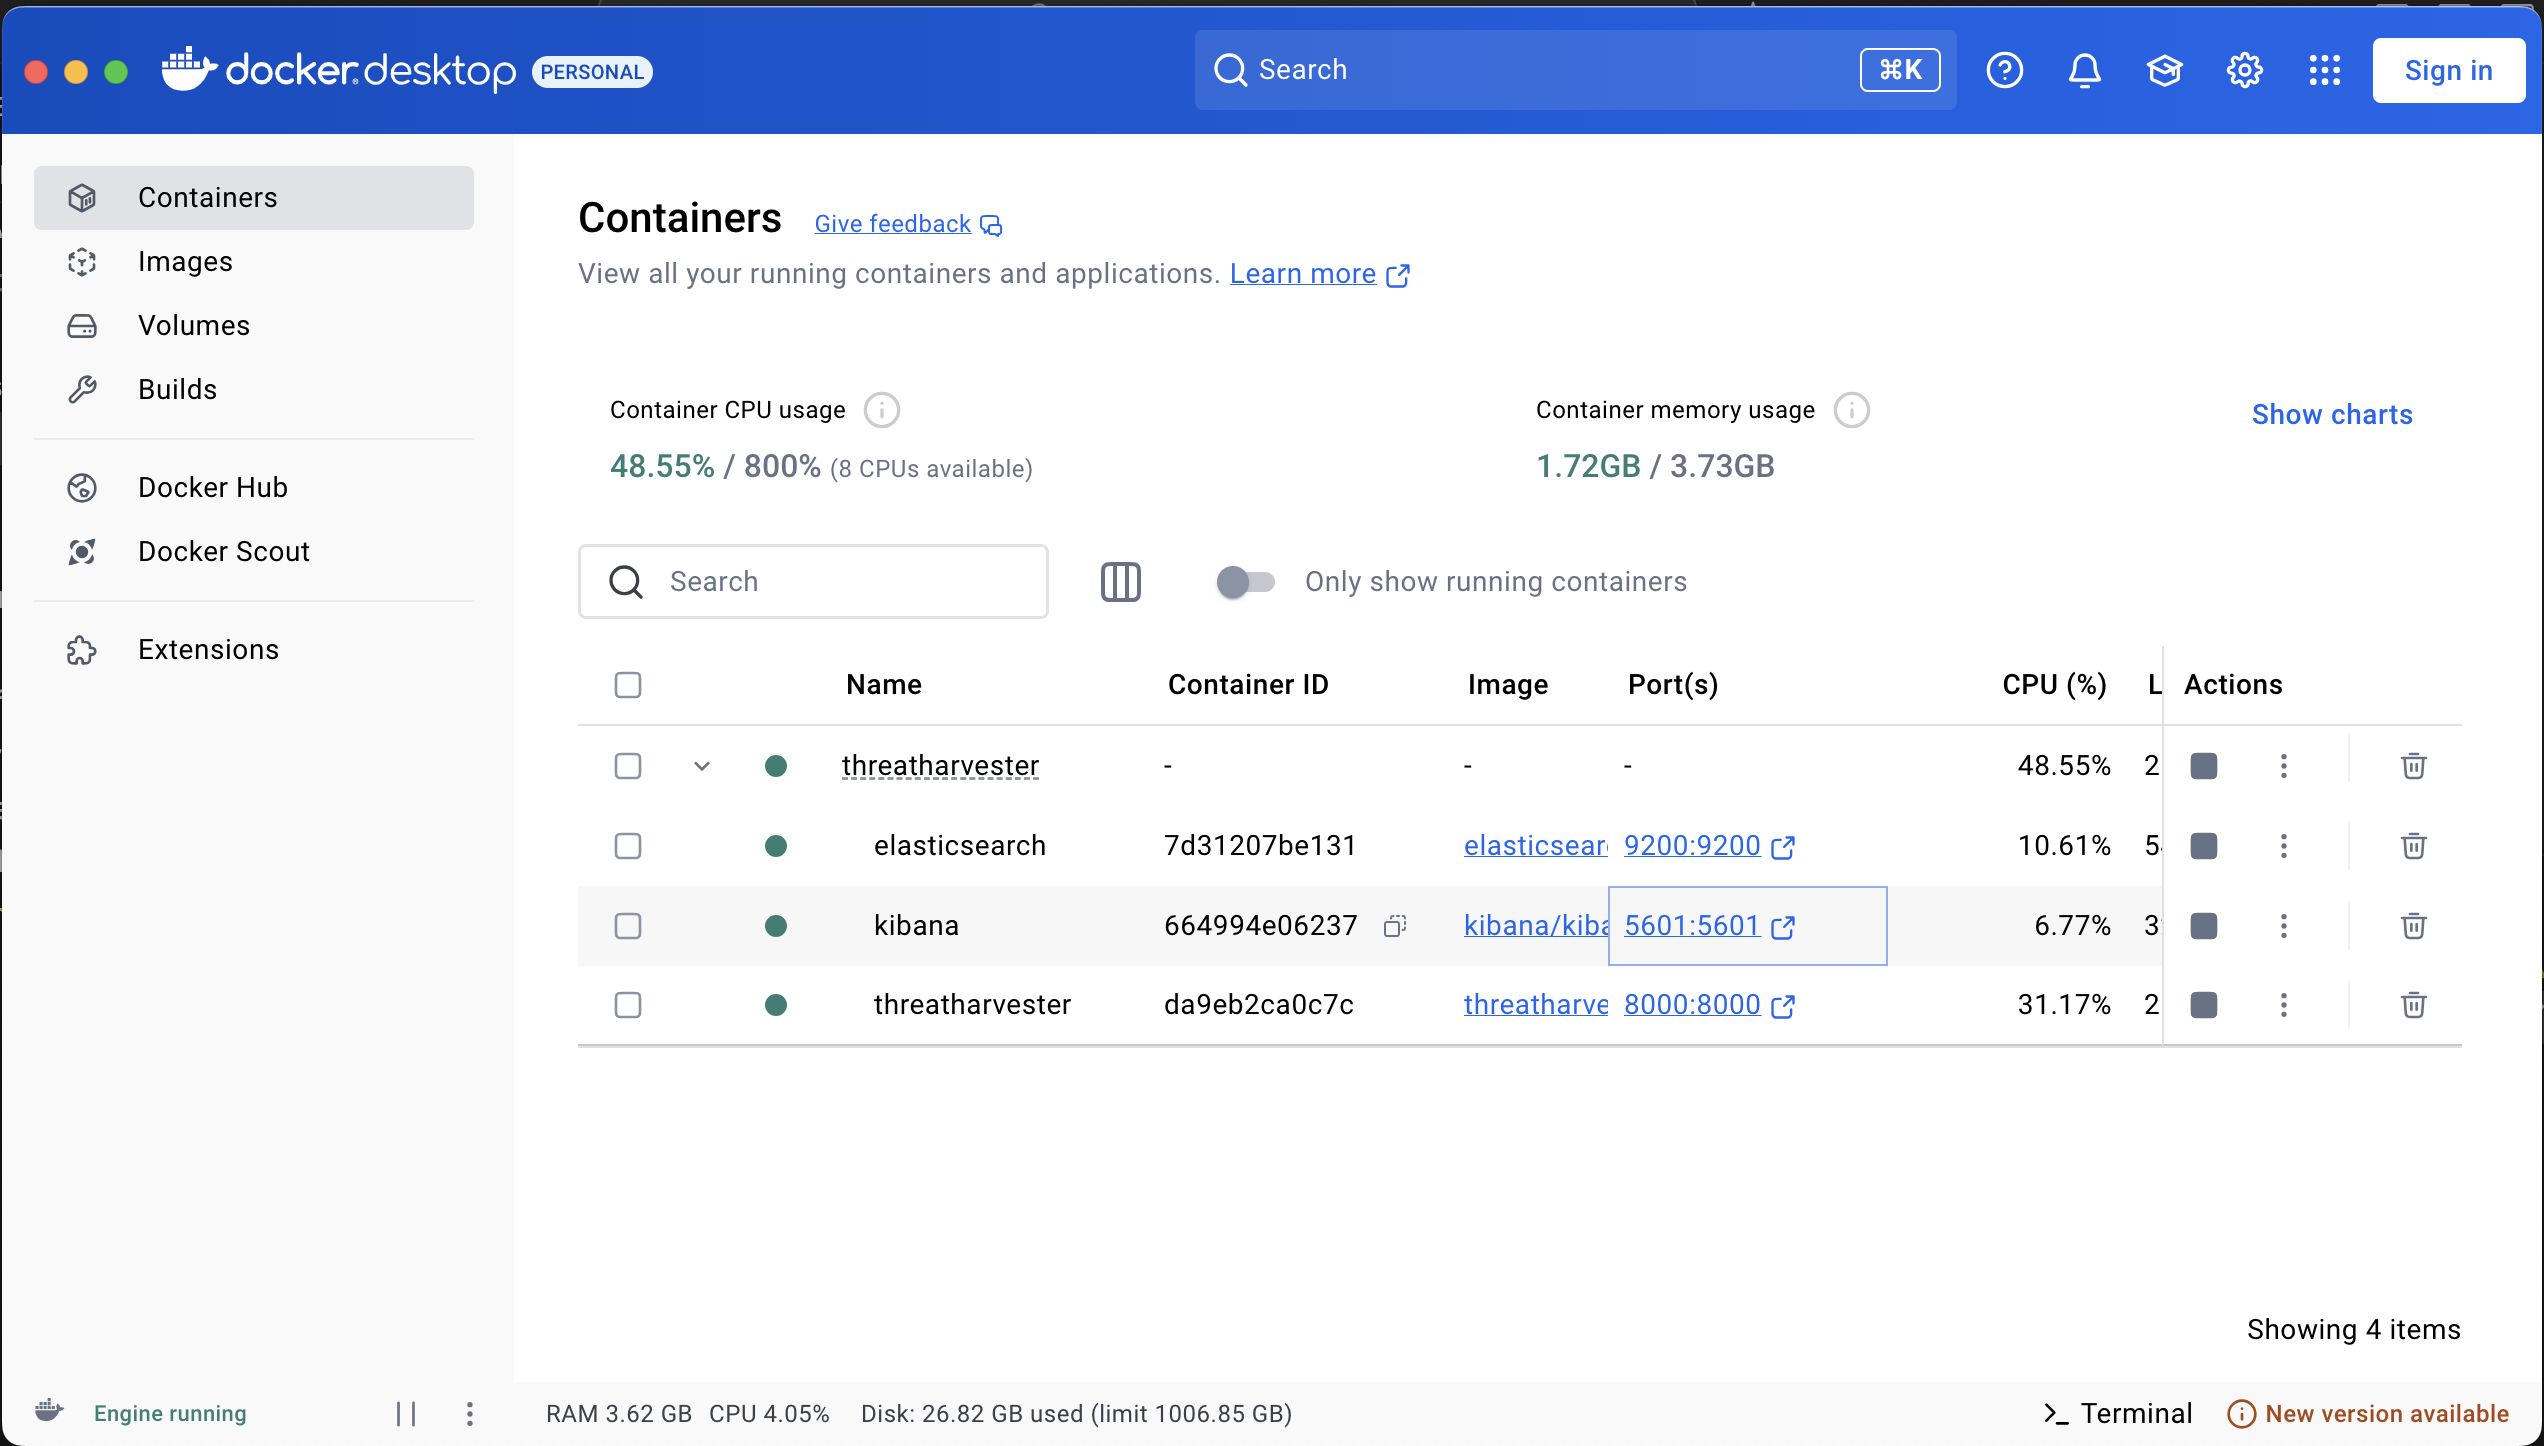 docker.desktop PERSONAL
Search ⌘K
Sign in
Containers
Images
Volumes
Builds
Docker Hub
Docker Scout
Extensions
Containers Give feedback
View all your running containers and applications. Learn more
Container CPU usage
48.55% / 800% (8 CPUs available)
Container memory usage
1.72GB / 3.73GB
Show charts
Search
Only show running containers
Name Container ID Image Port(s) CPU (%) L Actions
threatharvester - - - 48.55% 2
elasticsearch 7d31207be131 elasticsear 9200:9200 10.61% 5
kibana 664994e06237 kibana/kiba 5601:5601 6.77% 3
threatharvester da9eb2ca0c7c threatharve 8000:8000 31.17% 2
Showing 4 items
Engine running
RAM 3.62 GB CPU 4.05% Disk: 26.82 GB used (limit 1006.85 GB)
Terminal
New version available